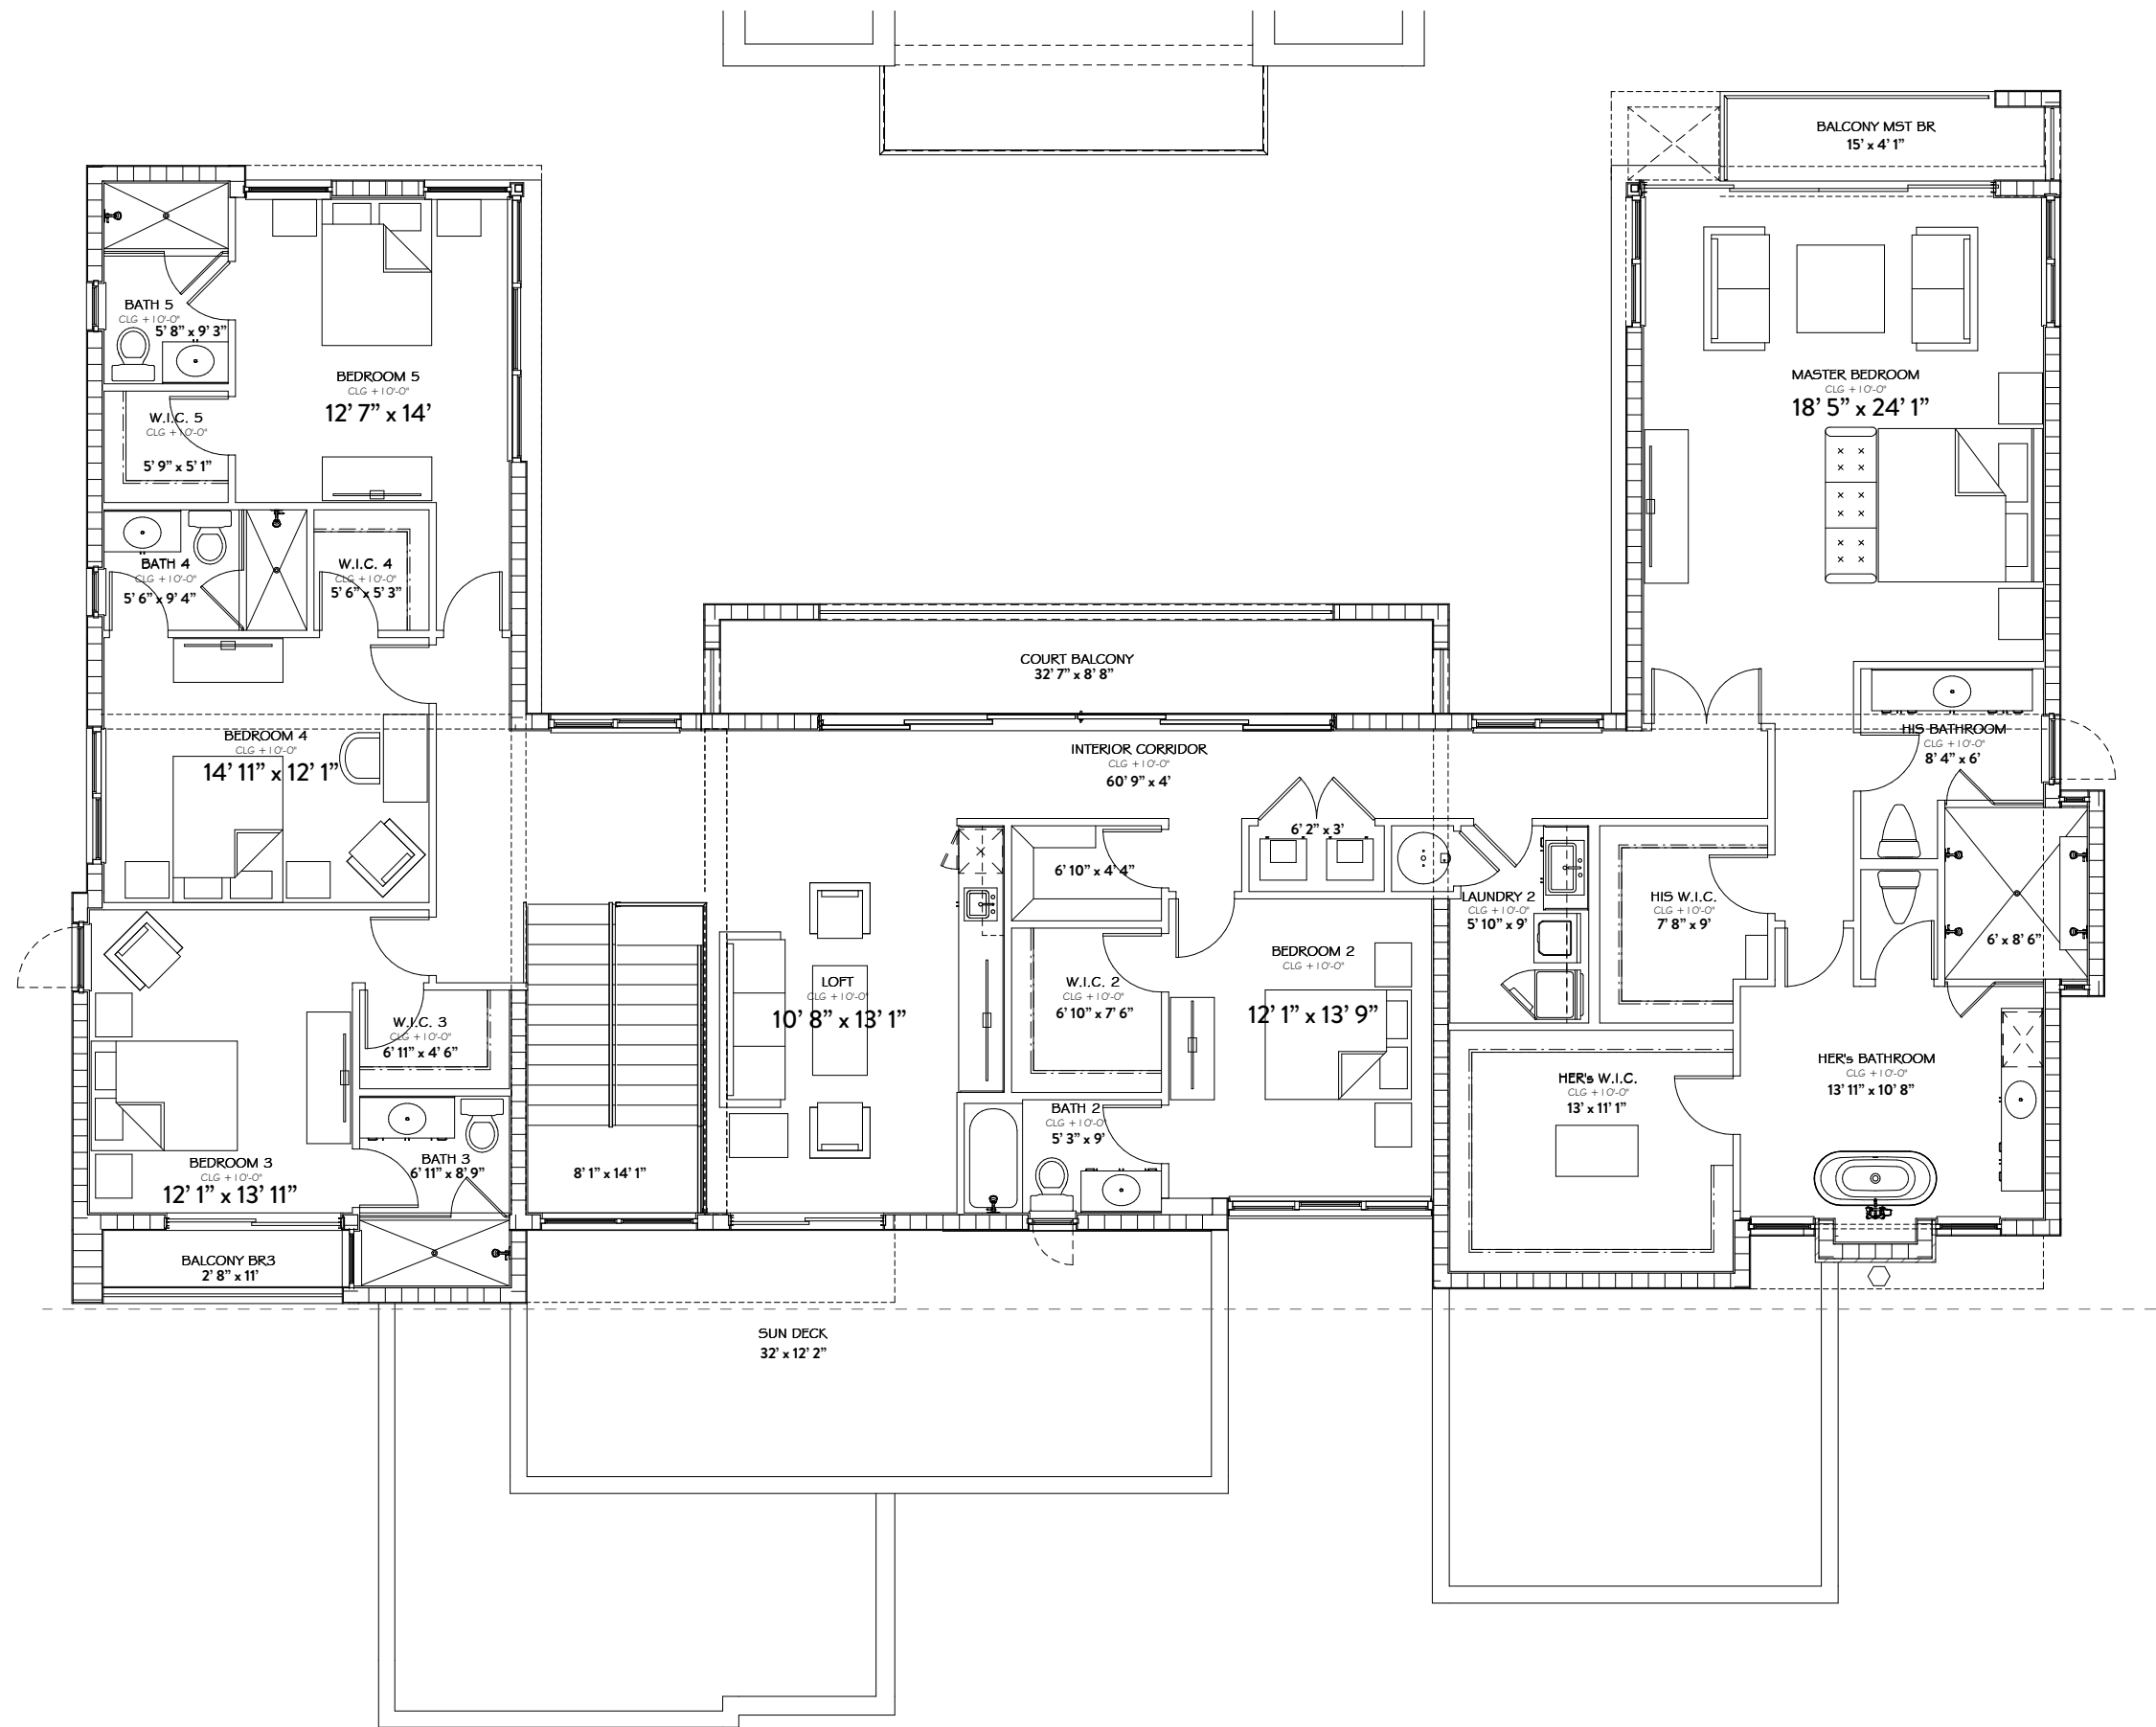 BALCONY MST BR
15’ x 4’ 1”
BATH 5
CLG +10'-0"
5’ 8” x 9’ 3”
BEDROOM 5
CLG +10'-0"
12’ 7” x 14’
W.I.C. 5
CLG +10'-0"
5’ 9” x 5’ 1”
MASTER BEDROOM
CLG +10'-0"
18’ 5” x 24’ 1”
BATH 4
CLG +10'-0"
5’ 6” x 9’ 4”
W.I.C. 4
CLG +10'-0"
5’ 6” x 5’ 3”
COURT BALCONY
32’ 7” x 8’ 8”
BEDROOM 4
CLG +10'-0"
14’ 11” x 12’ 1”
INTERIOR CORRIDOR
CLG +10'-0"
60’ 9” x 4’
HIS BATHROOM
CLG +10'-0"
8’ 4” x 6’
6’ 2” x 3’
6’ 10” x 4’ 4”
LAUNDRY 2
CLG +10'-0"
5’ 10” x 9’
HIS W.I.C.
CLG +10'-0"
7’ 8” x 9’
6’ x 8’ 6”
BEDROOM 2
CLG +10'-0"
12’ 1” x 13’ 9”
LOFT
CLG +10'-0"
10’ 8” x 13’ 1”
W.I.C. 2
CLG +10'-0"
6’ 10” x 7’ 6”
W.I.C. 3
CLG +10'-0"
6’ 11” x 4’ 6”
HER's W.I.C.
CLG +10'-0"
13’ x 11’ 1”
HER's BATHROOM
CLG +10'-0"
13’ 11” x 10’ 8”
BATH 2
CLG +10'-0"
5’ 3” x 9’
BEDROOM 3
CLG +10'-0"
12’ 1” x 13’ 11”
BATH 3
6’ 11” x 8’ 9”
8’ 1” x 14’ 1”
BALCONY BR3
2’ 8” x 11’
SUN DECK
32’ x 12’ 2”